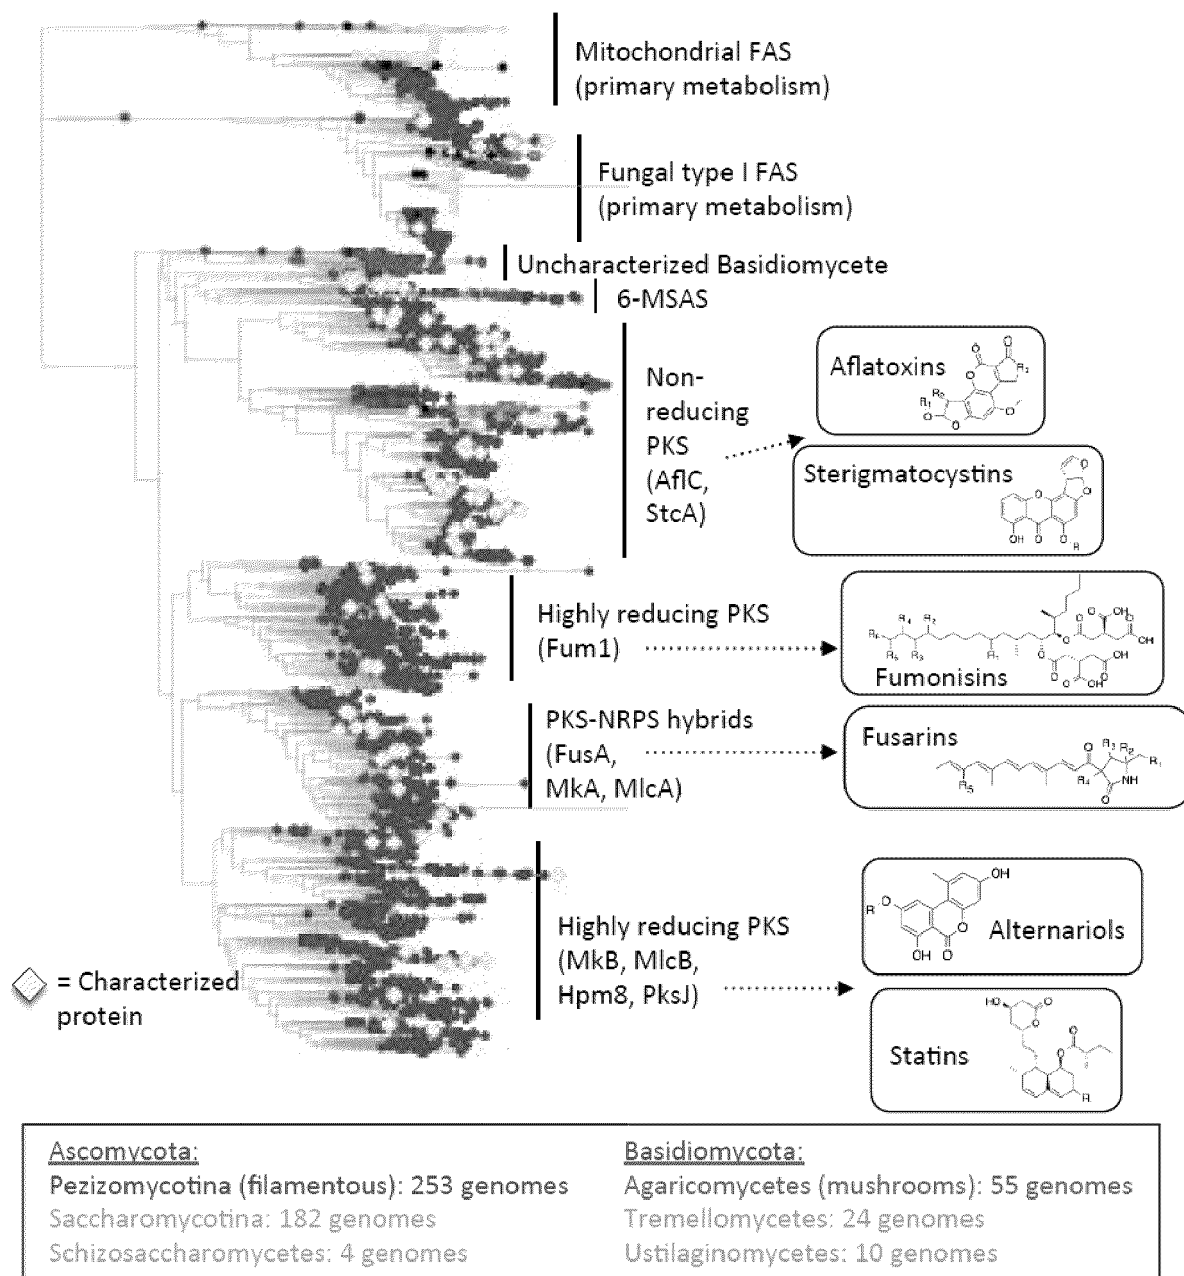 Mitochondrial FAS
(primary metabolism)
Fungal type I FAS
(primary metabolism)
Uncharacterized Basidiomycete
6-MSAS
Non-
reducing
PKS
(AflC,
StcA)
Aflatoxins
Sterigmatocystins
Highly reducing PKS
(Fum1)
Fumonisins
PKS-NRPS hybrids
(FusA,
MkA, MlcA)
Fusarins
Highly reducing PKS
(MkB, MlcB,
Hpm8, PksJ)
Alternariols
Statins
= Characterized
protein
Ascomycota:
Pezizomycotina (filamentous): 253 genomes
Saccharomycotina: 182 genomes
Schizosaccharomycetes: 4 genomes
Basidiomycota:
Agaricomycetes (mushrooms): 55 genomes
Tremellomycetes: 24 genomes
Ustilaginomycetes: 10 genomes